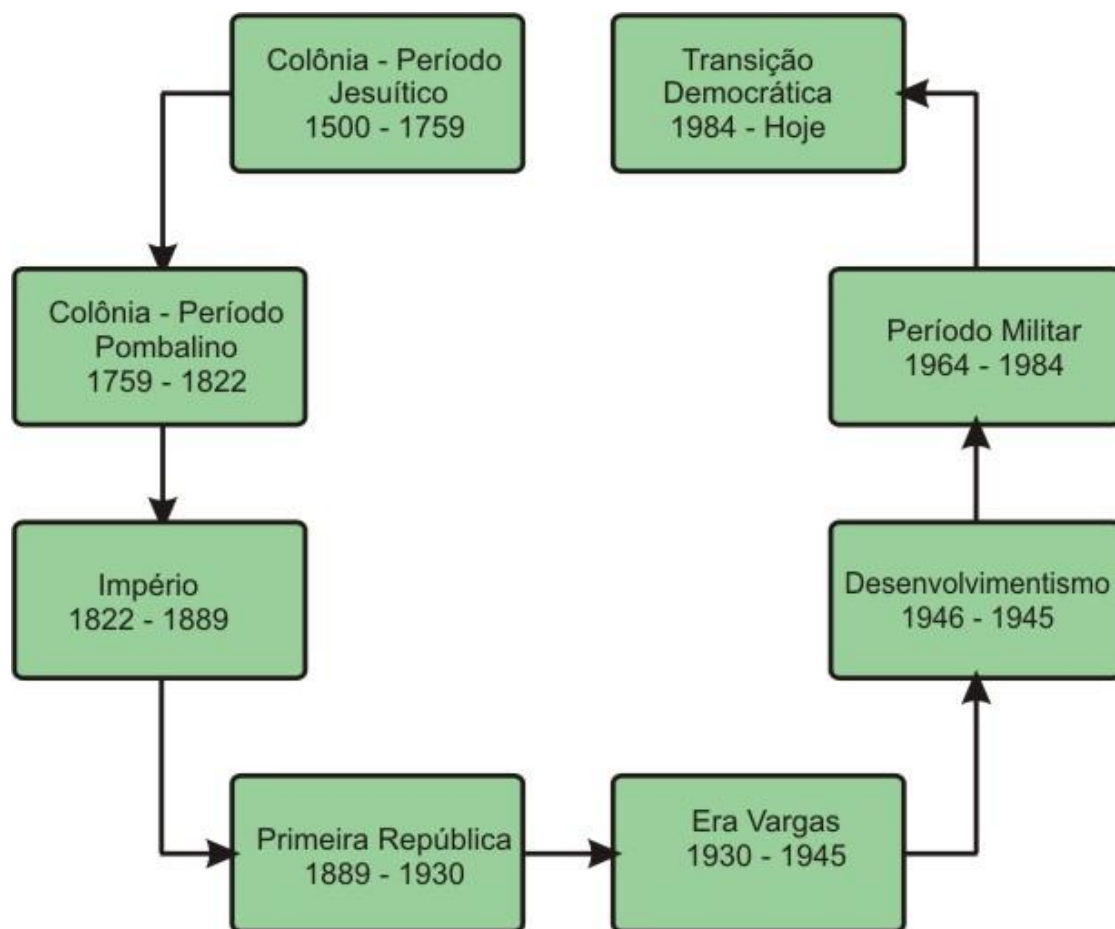 Colônia - Período
Jesuítico
1500 - 1759
Colônia - Período
Pombalino
1759 - 1822
Império
1822 - 1889
Primeira República
1889 - 1930
Era Vargas
1930 - 1945
Desenvolvimentismo
1946 - 1945
Período Militar
1964 - 1984
Transição
Democrática
1984 - Hoje